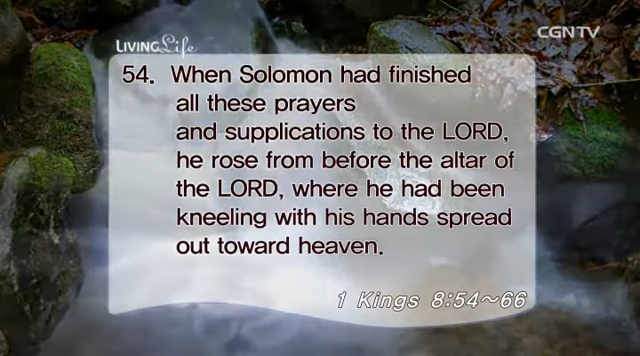 LIVING Life
CGNTV
54. When Solomon had finished
all these prayers
and supplications to the LORD,
he rose from before the altar of
the LORD, where he had been
kneeling with his hands spread
out toward heaven.
1 Kings 8:54~66